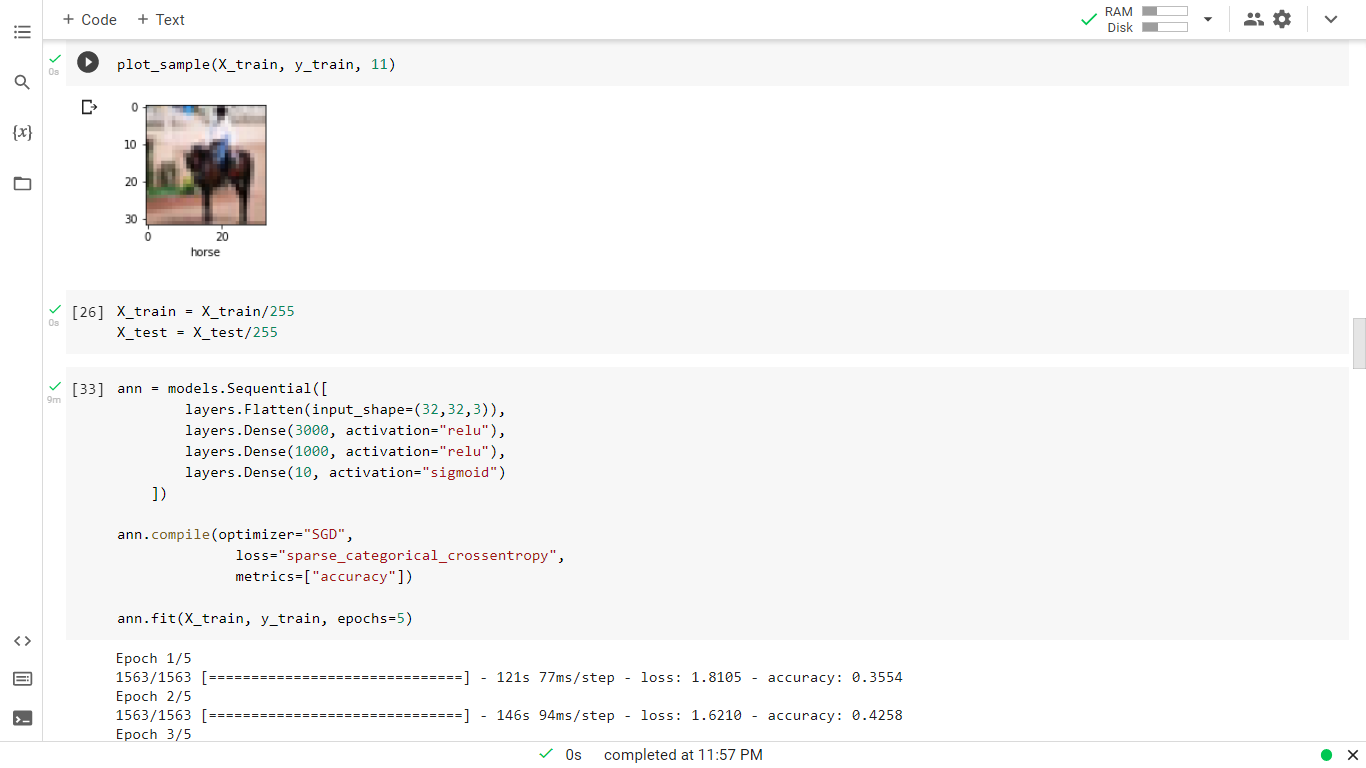 + Code + Text
RAM
Disk
0s
plot_sample(X_train, y_train, 11)
{x}
0
10
20
30
0 20
horse
0s
[26] X_train = X_train/255
X_test = X_test/255
9m
[33] ann = models.Sequential([
layers.Flatten(input_shape=(32,32,3)),
layers.Dense(3000, activation="relu"),
layers.Dense(1000, activation="relu"),
layers.Dense(10, activation="sigmoid")
])
ann.compile(optimizer="SGD",
loss="sparse_categorical_crossentropy",
metrics=["accuracy"])
ann.fit(X_train, y_train, epochs=5)
Epoch 1/5
1563/1563 [==============================] - 121s 77ms/step - loss: 1.8105 - accuracy: 0.3554
Epoch 2/5
1563/1563 [==============================] - 146s 94ms/step - loss: 1.6210 - accuracy: 0.4258
Epoch 3/5
0s completed at 11:57 PM